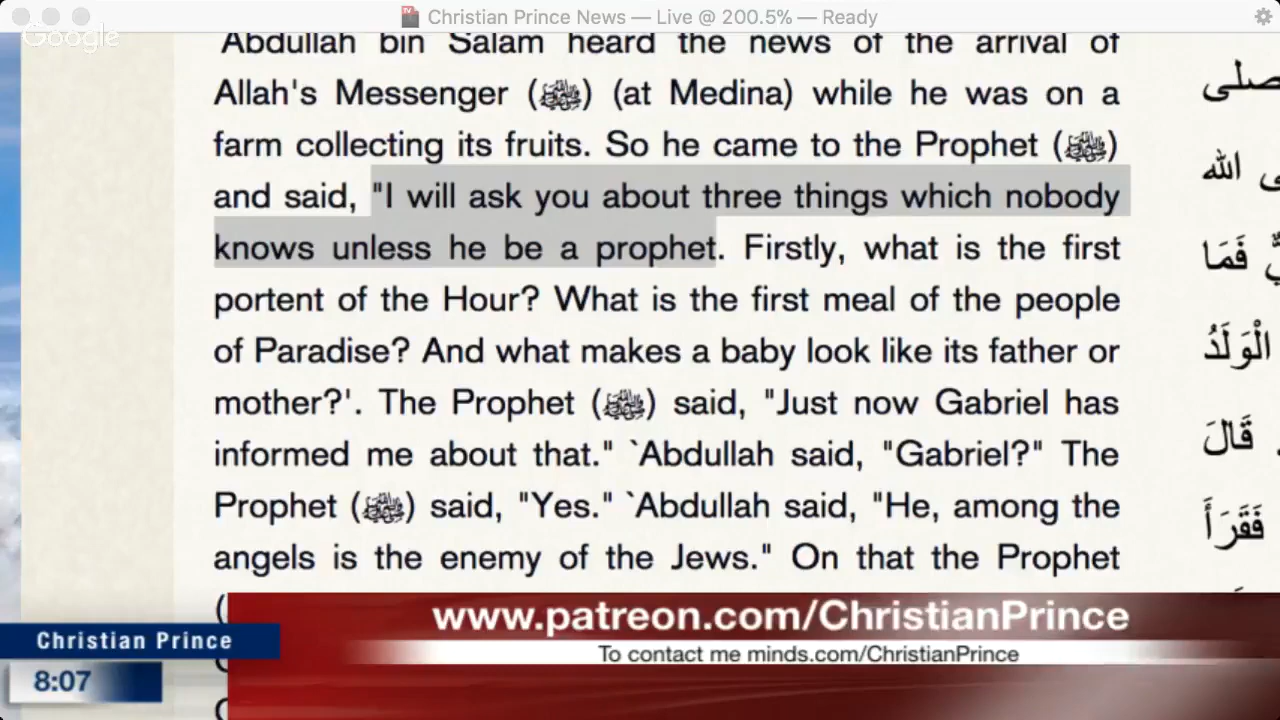 Christian Prince News — Live @ 200.5% — Ready
Google
Abdullah bin Salam heard the news of the arrival of
Allah's Messenger (ﷺ) (at Medina) while he was on a
farm collecting its fruits. So he came to the Prophet (ﷺ)
and said, "I will ask you about three things which nobody
knows unless he be a prophet. Firstly, what is the first
portent of the Hour? What is the first meal of the people
of Paradise? And what makes a baby look like its father or
mother?'. The Prophet (ﷺ) said, "Just now Gabriel has
informed me about that." `Abdullah said, "Gabriel?" The
Prophet (ﷺ) said, "Yes." `Abdullah said, "He, among the
angels is the enemy of the Jews." On that the Prophet
(
صلى
الله
فَمَا
الْوَلَدُ
قَالَ
فَقَرَأَ
www.patreon.com/ChristianPrince
To contact me minds.com/ChristianPrince
Christian Prince
8:07